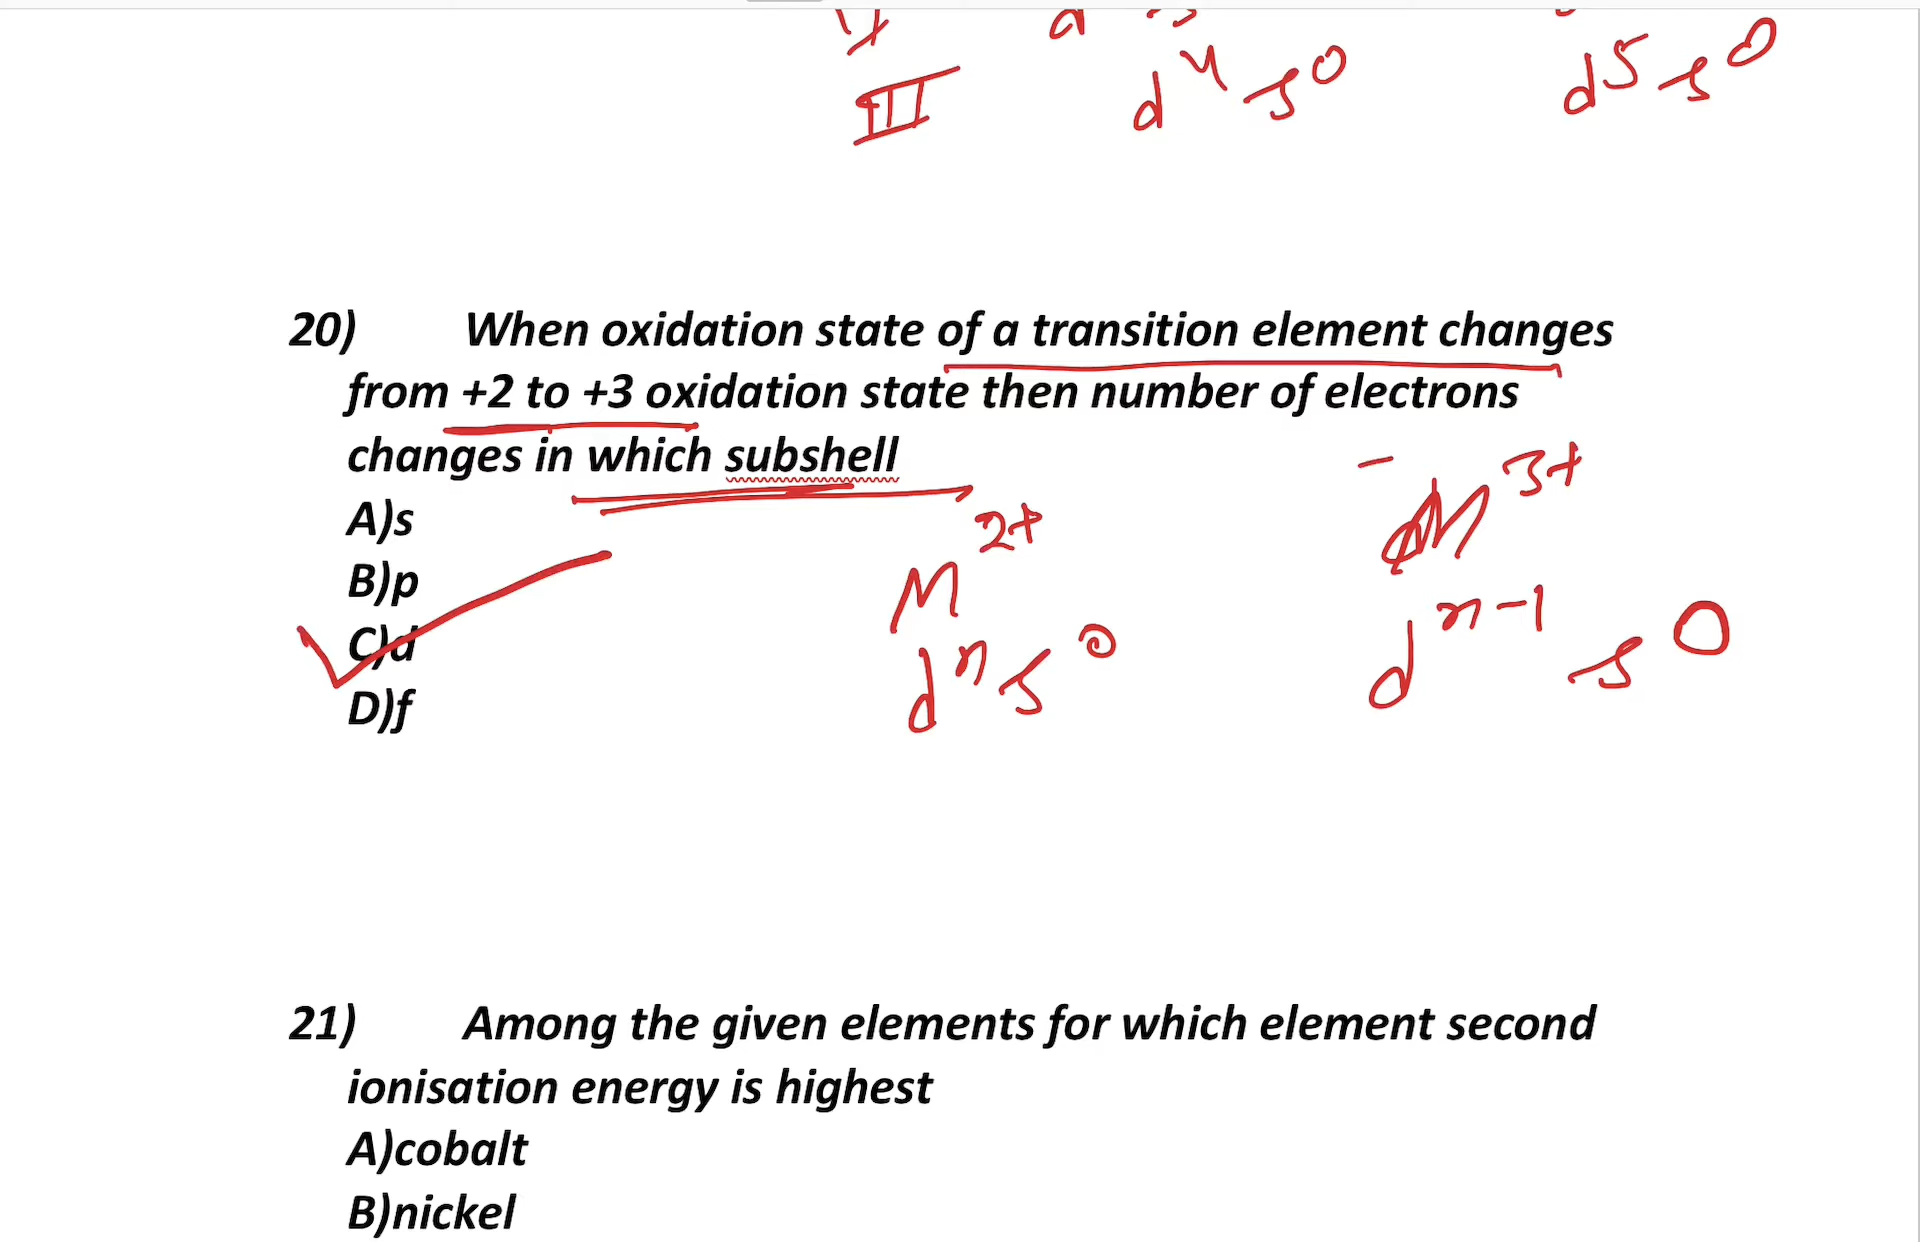 III d⁴ s⁰ d⁵ s⁰
20) When oxidation state of a transition element changes
from +2 to +3 oxidation state then number of electrons
changes in which subshell
A)s
B)p
C)d
D)f
M²⁺ M³⁺
dⁿ s⁰ dⁿ⁻¹ s⁰
21) Among the given elements for which element second
ionisation energy is highest
A)cobalt
B)nickel